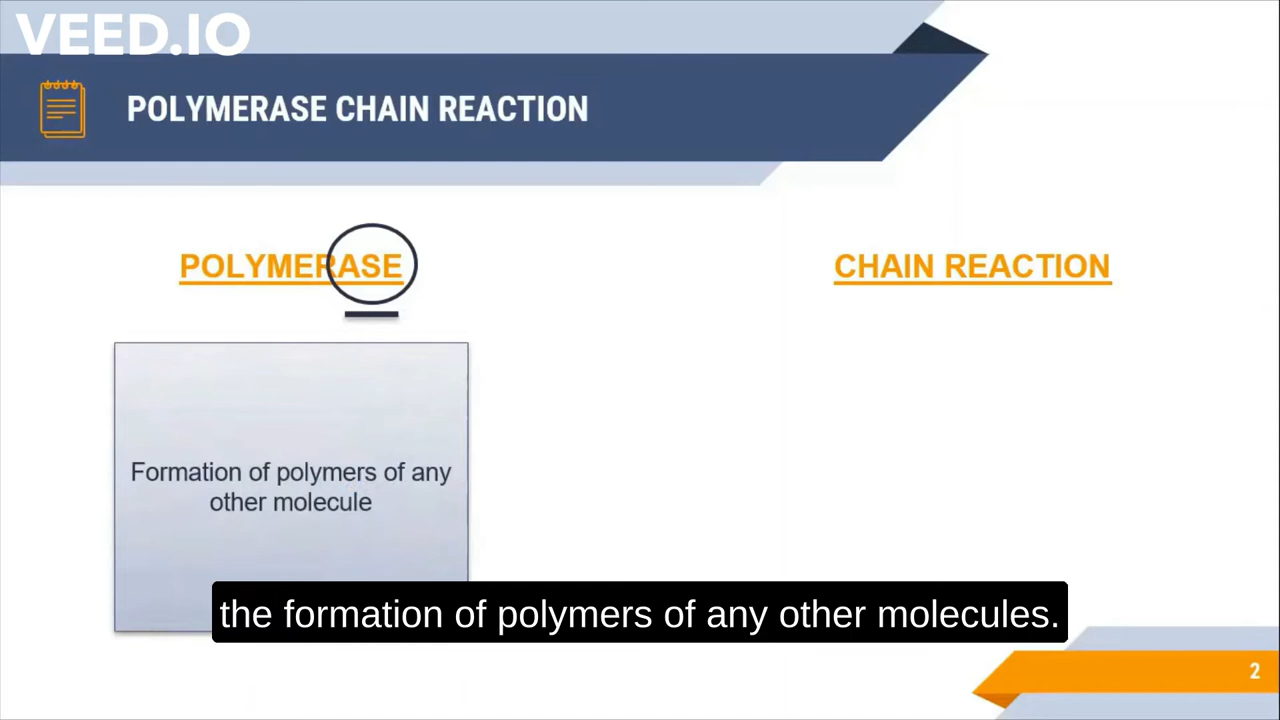 VEED.IO
POLYMERASE CHAIN REACTION
POLYMERASE
CHAIN REACTION
Formation of polymers of any
other molecule
the formation of polymers of any other molecules.
2